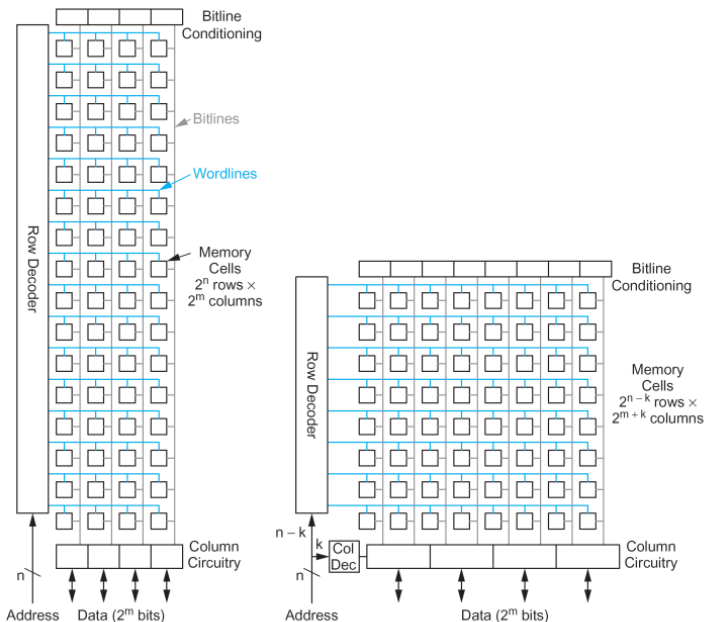 Bitline
Conditioning
Bitlines
Wordlines
Row Decoder
Memory
Cells
2ⁿ rows ×
2ᵐ columns
Column
Circuitry
n
Address
Data (2ᵐ bits)
Bitline
Conditioning
Row Decoder
Memory
Cells
2ⁿ⁻ᵏ rows ×
2ᵐ⁺ᵏ columns
n – k
k
Col
Dec
n
Column
Circuitry
Address
Data (2ᵐ bits)